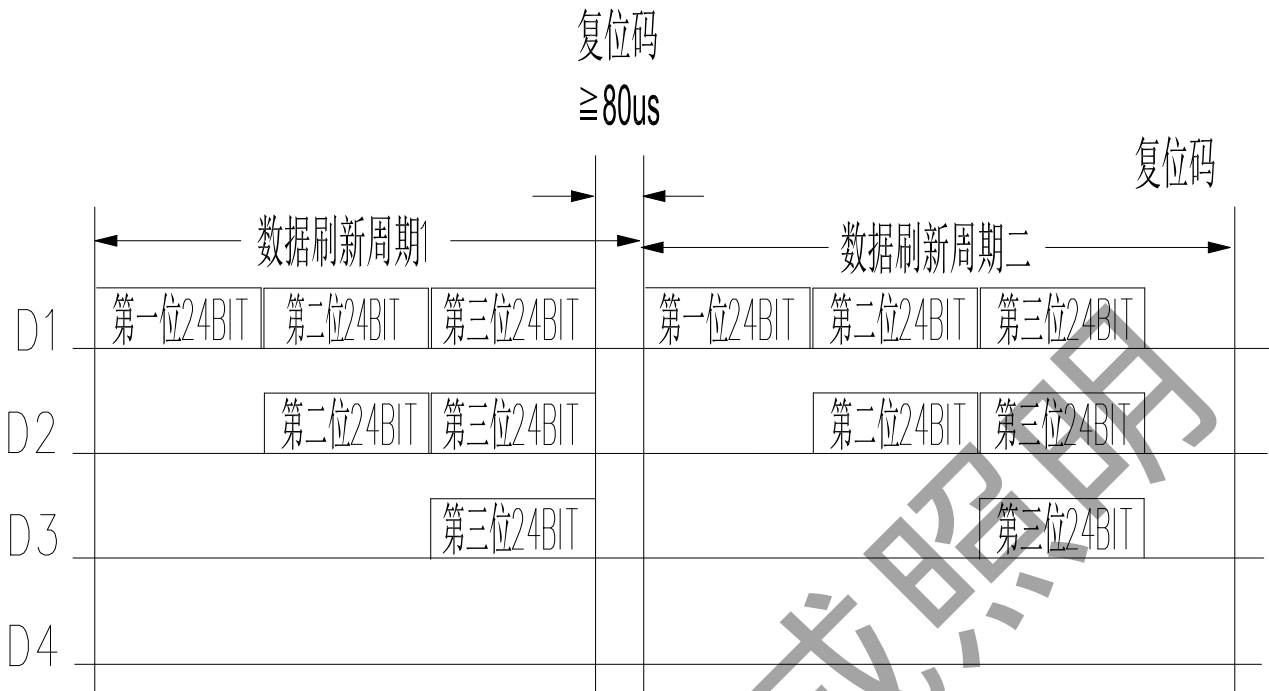 复位码
≧80us
复位码
数据刷新周期1
数据刷新周期二
D1 第一位24BIT 第二位24BIT 第三位24BIT 第一位24BIT 第二位24BIT 第三位24BIT
D2 第二位24BIT 第三位24BIT 第二位24BIT 第三位24BIT
D3 第三位24BIT 第三位24BIT
D4
照明